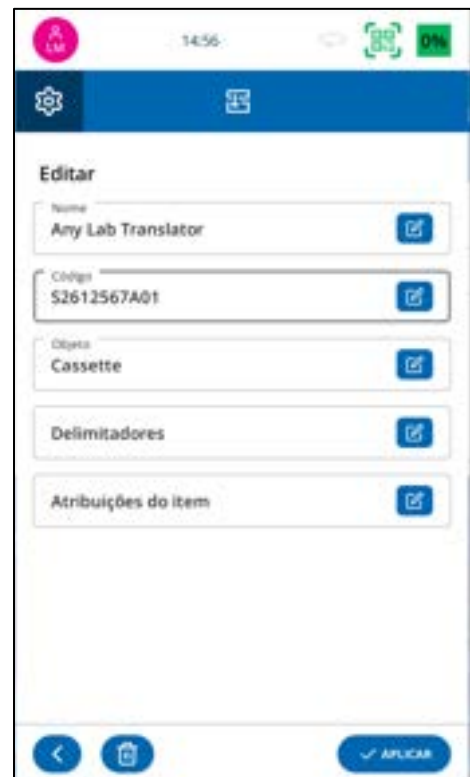 LM
14:56
0%
Editar
Nome
Any Lab Translator
Código
S2612567A01
Objeto
Cassette
Delimitadores
Atribuições do item
APLICAR